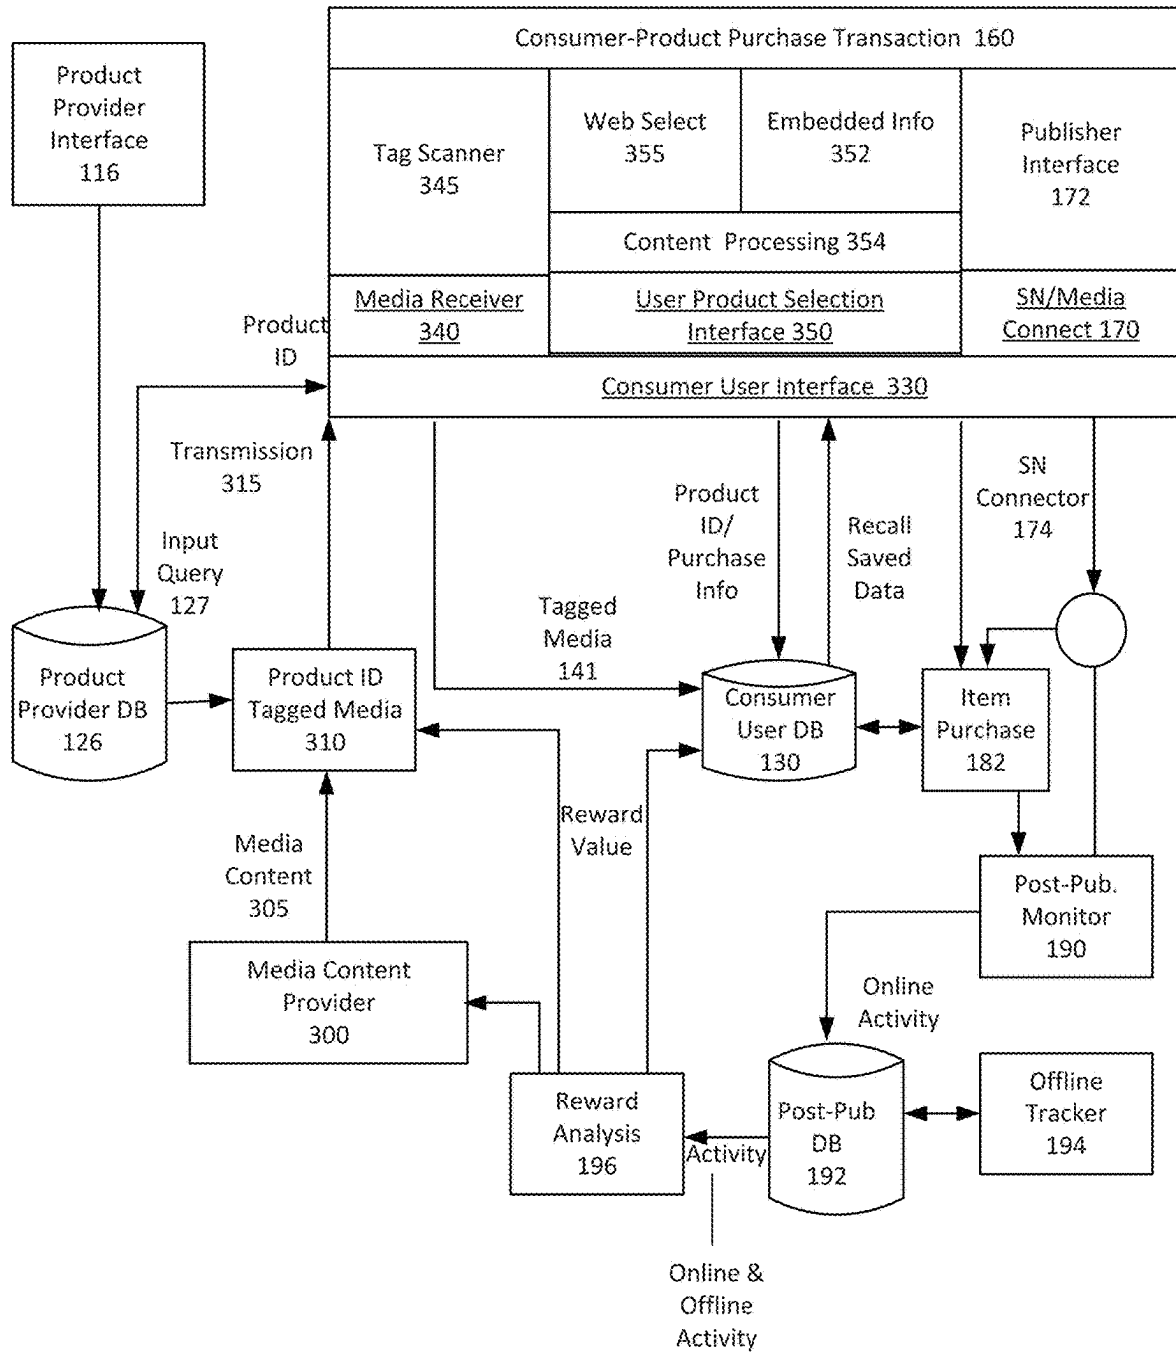 Consumer-Product Purchase Transaction 160
Product
Provider
Interface
116
Tag Scanner
345
Web Select
355
Embedded Info
352
Publisher
Interface
172
Content Processing 354
Media Receiver
340
User Product Selection
Interface 350
SN/Media
Connect 170
Product
ID
Consumer User Interface 330
Transmission
315
Input
Query
127
Product
ID/
Purchase
Info
Recall
Saved
Data
SN
Connector
174
Tagged
Media
141
Product
Provider DB
126
Product ID
Tagged Media
310
Consumer
User DB
130
Item
Purchase
182
Reward
Value
Media
Content
305
Post-Pub.
Monitor
190
Media Content
Provider
300
Online
Activity
Reward
Analysis
196
Activity
Post-Pub
DB
192
Offline
Tracker
194
Online &
Offline
Activity